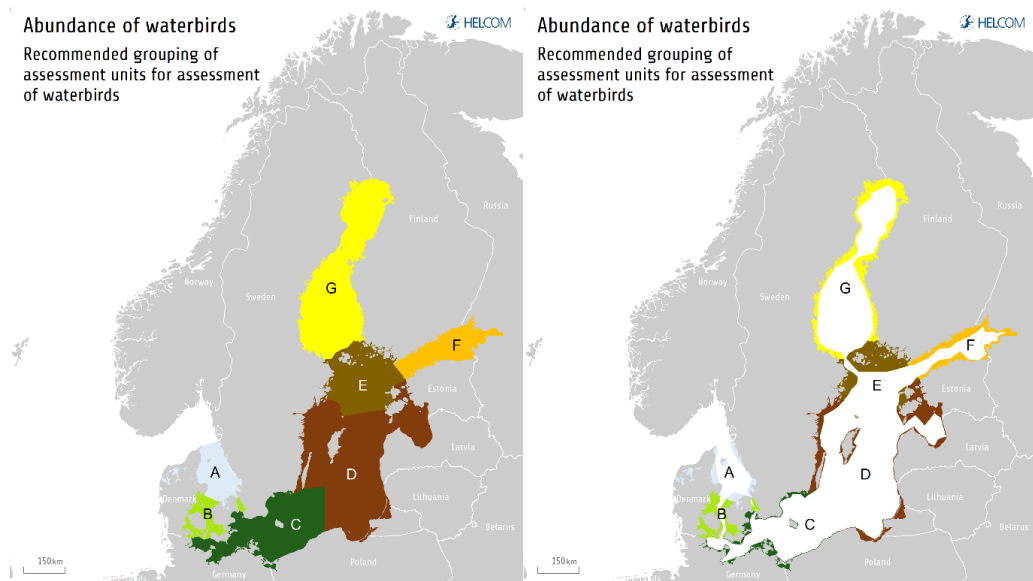 Abundance of waterbirds
HELCOM
Recommended grouping of
assessment units for assessment
of waterbirds
Russia
Finland
Norway
Sweden
G
F
E
Estonia
Latvia
A
D
Denmark
B
Lithuania
C
Belarus
150km
Poland
Germany
Abundance of waterbirds
HELCOM
Recommended grouping of
assessment units for assessment
of waterbirds
Russia
Finland
Norway
Sweden
G
F
E
Estonia
Latvia
A
D
Denmark
B
Lithuania
C
Belarus
150km
Poland
Germany